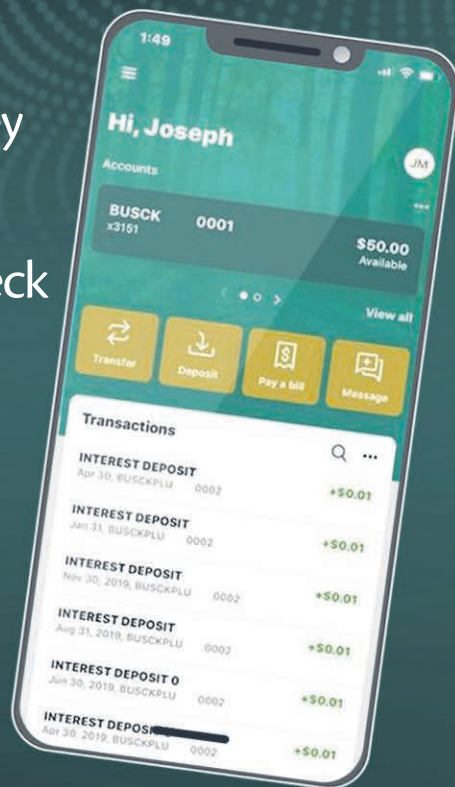 1:49
Hi, Joseph
JM
Accounts
BUSCK 0001
x3151
$50.00
Available
View all
Transfer
Deposit
Pay a bill
Message
Transactions
INTEREST DEPOSIT
Apr 30, BUSCKPLU 0002
+$0.01
INTEREST DEPOSIT
Jan 31, BUSCKPLU 0002
+$0.01
INTEREST DEPOSIT
Nov 30, 2019, BUSCKPLU 0002
+$0.01
INTEREST DEPOSIT
Aug 31, 2019, BUSCKPLU 0002
+$0.01
INTEREST DEPOSIT 0
Jun 30, 2019, BUSCKPLU 0002
+$0.01
INTEREST
Apr 30, 2019, BUSCKPLU 0002
+$0.01